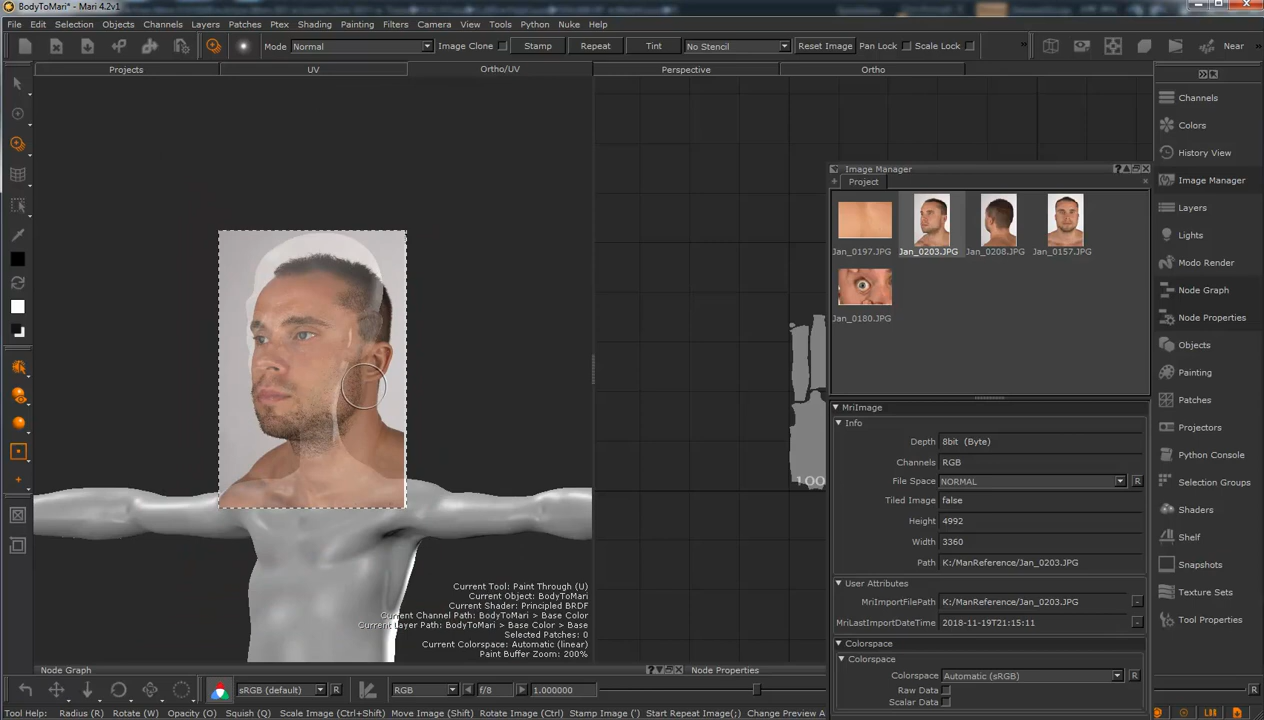 BodyToMari* - Mari 4.2v1
File Edit Selection Objects Channels Layers Patches Ptex Shading Painting Filters Camera View Tools Python Nuke Help
Mode Normal Image Clone Stamp Repeat Tint No Stencil Reset Image Pan Lock Scale Lock Near
Projects UV Ortho/UV Perspective Ortho
Image Manager
Project
Jan_0197.JPG Jan_0203.JPG Jan_0208.JPG Jan_0157.JPG
Jan_0180.JPG
MriImage
Info
Depth 8bit (Byte)
Channels RGB
File Space NORMAL R
Tiled Image false
Height 4992
Width 3360
Path K:/ManReference/Jan_0203.JPG
User Attributes
MriImportFilePath K:/ManReference/Jan_0203.JPG
MriLastImportDateTime 2018-11-19T21:15:11
Colorspace
Colorspace
Colorspace Automatic (sRGB) R
Raw Data
Scalar Data
R
Channels
Colors
History View
Image Manager
Layers
Lights
Modo Render
Node Graph
Node Properties
Objects
Painting
Patches
Projectors
Python Console
Selection Groups
Shaders
Shelf
Snapshots
Texture Sets
Tool Properties
Current Tool: Paint Through (U)
Current Object: BodyToMari
Current Shader: Principled BRDF
Current Channel Path: BodyToMari > Base Color
Current Layer Path: BodyToMari > Base Color > Base
Selected Patches: 0
Current Colorspace: Automatic (linear)
Paint Buffer Zoom: 200%
Node Graph Node Properties
sRGB (default) R RGB f/8 1.000000 R
Tool Help: Radius (R) Rotate (W) Opacity (O) Squish (Q) Scale Image (Ctrl+Shift) Move Image (Shift) Rotate Image (Ctrl) Stamp Image (') Start Repeat Image(;) Change Preview A